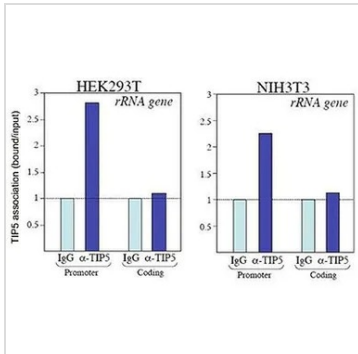 HEK293T
rRNA gene
TIP5 association (bound/input)
3
2.5
2
1.5
1
0.5
IgG α-TIP5 IgG α-TIP5
Promoter Coding
NIH3T3
rRNA gene
3
2.5
2
1.5
1
0.5
IgG α-TIP5 IgG α-TIP5
Promoter Coding